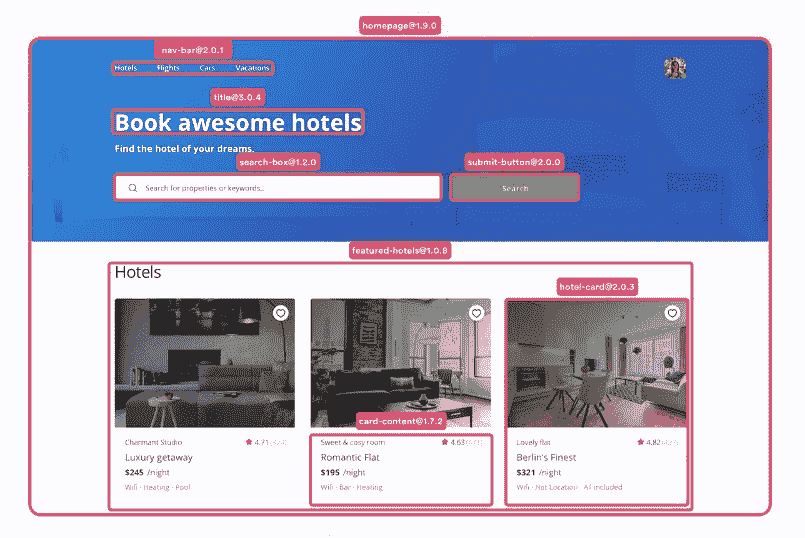 homepage@1.9.0
nav-bar@2.0.1
Hotels Flights Cars Vacations
title@3.0.4
Book awesome hotels
Find the hotel of your dreams.
search-box@1.2.0 submit-button@2.0.0
Search for properties or keywords...
Search
featured-hotels@1.0.8
Hotels
hotel-card@2.0.3
card-content@1.7.2
Charmant Studio 4.71
Luxury getaway
$245 /night
Wifi · Heating · Pool
Sweet & cosy room 4.63
Romantic Flat
$195 /night
Wifi · Bar · Heating
Lovely flat 4.82
Berlin's Finest
$321 /night
Wifi · Hot Location · All included